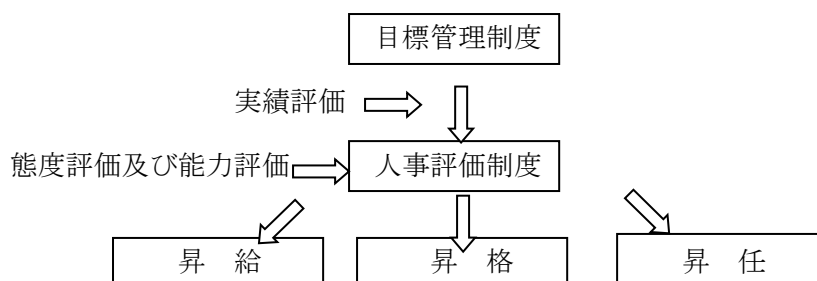 目標管理制度
実績評価
態度評価及び能力評価
人事評価制度
昇　給
昇　格
昇　任